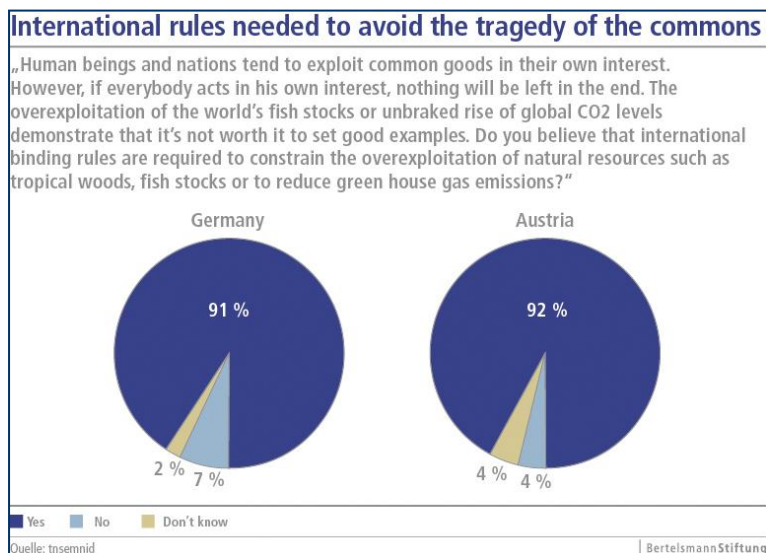 International rules needed to avoid the tragedy of the commons
„Human beings and nations tend to exploit common goods in their own interest.
However, if everybody acts in his own interest, nothing will be left in the end. The
overexploitation of the world's fish stocks or unbraked rise of global CO2 levels
demonstrate that it's not worth it to set good examples. Do you believe that international
binding rules are required to constrain the overexploitation of natural resources such as
tropical woods, fish stocks or to reduce green house gas emissions?“
Germany Austria
91 % 92 %
2 % 7 % 4 % 4 %
Yes No Don't know
Quelle: tnsemnid BertelsmannStiftung